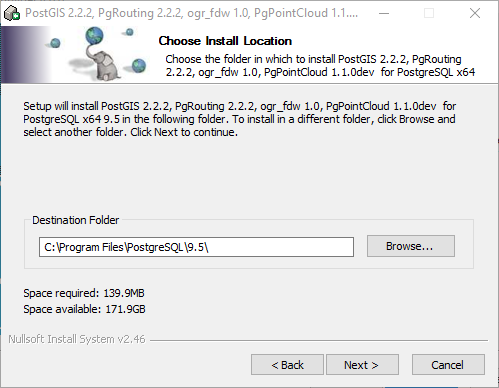 PostGIS 2.2.2, PgRouting 2.2.2, ogr_fdw 1.0, PgPointCloud 1.1....
Choose Install Location
Choose the folder in which to install PostGIS 2.2.2, PgRouting
2.2.2, ogr_fdw 1.0, PgPointCloud 1.1.0dev for PostgreSQL x64
Setup will install PostGIS 2.2.2, PgRouting 2.2.2, ogr_fdw 1.0, PgPointCloud 1.1.0dev for
PostgreSQL x64 9.5 in the following folder. To install in a different folder, click Browse and
select another folder. Click Next to continue.
Destination Folder
C:\Program Files\PostgreSQL\9.5\
Browse...
Space required: 139.9MB
Space available: 171.9GB
Nullsoft Install System v2.46
< Back
Next >
Cancel